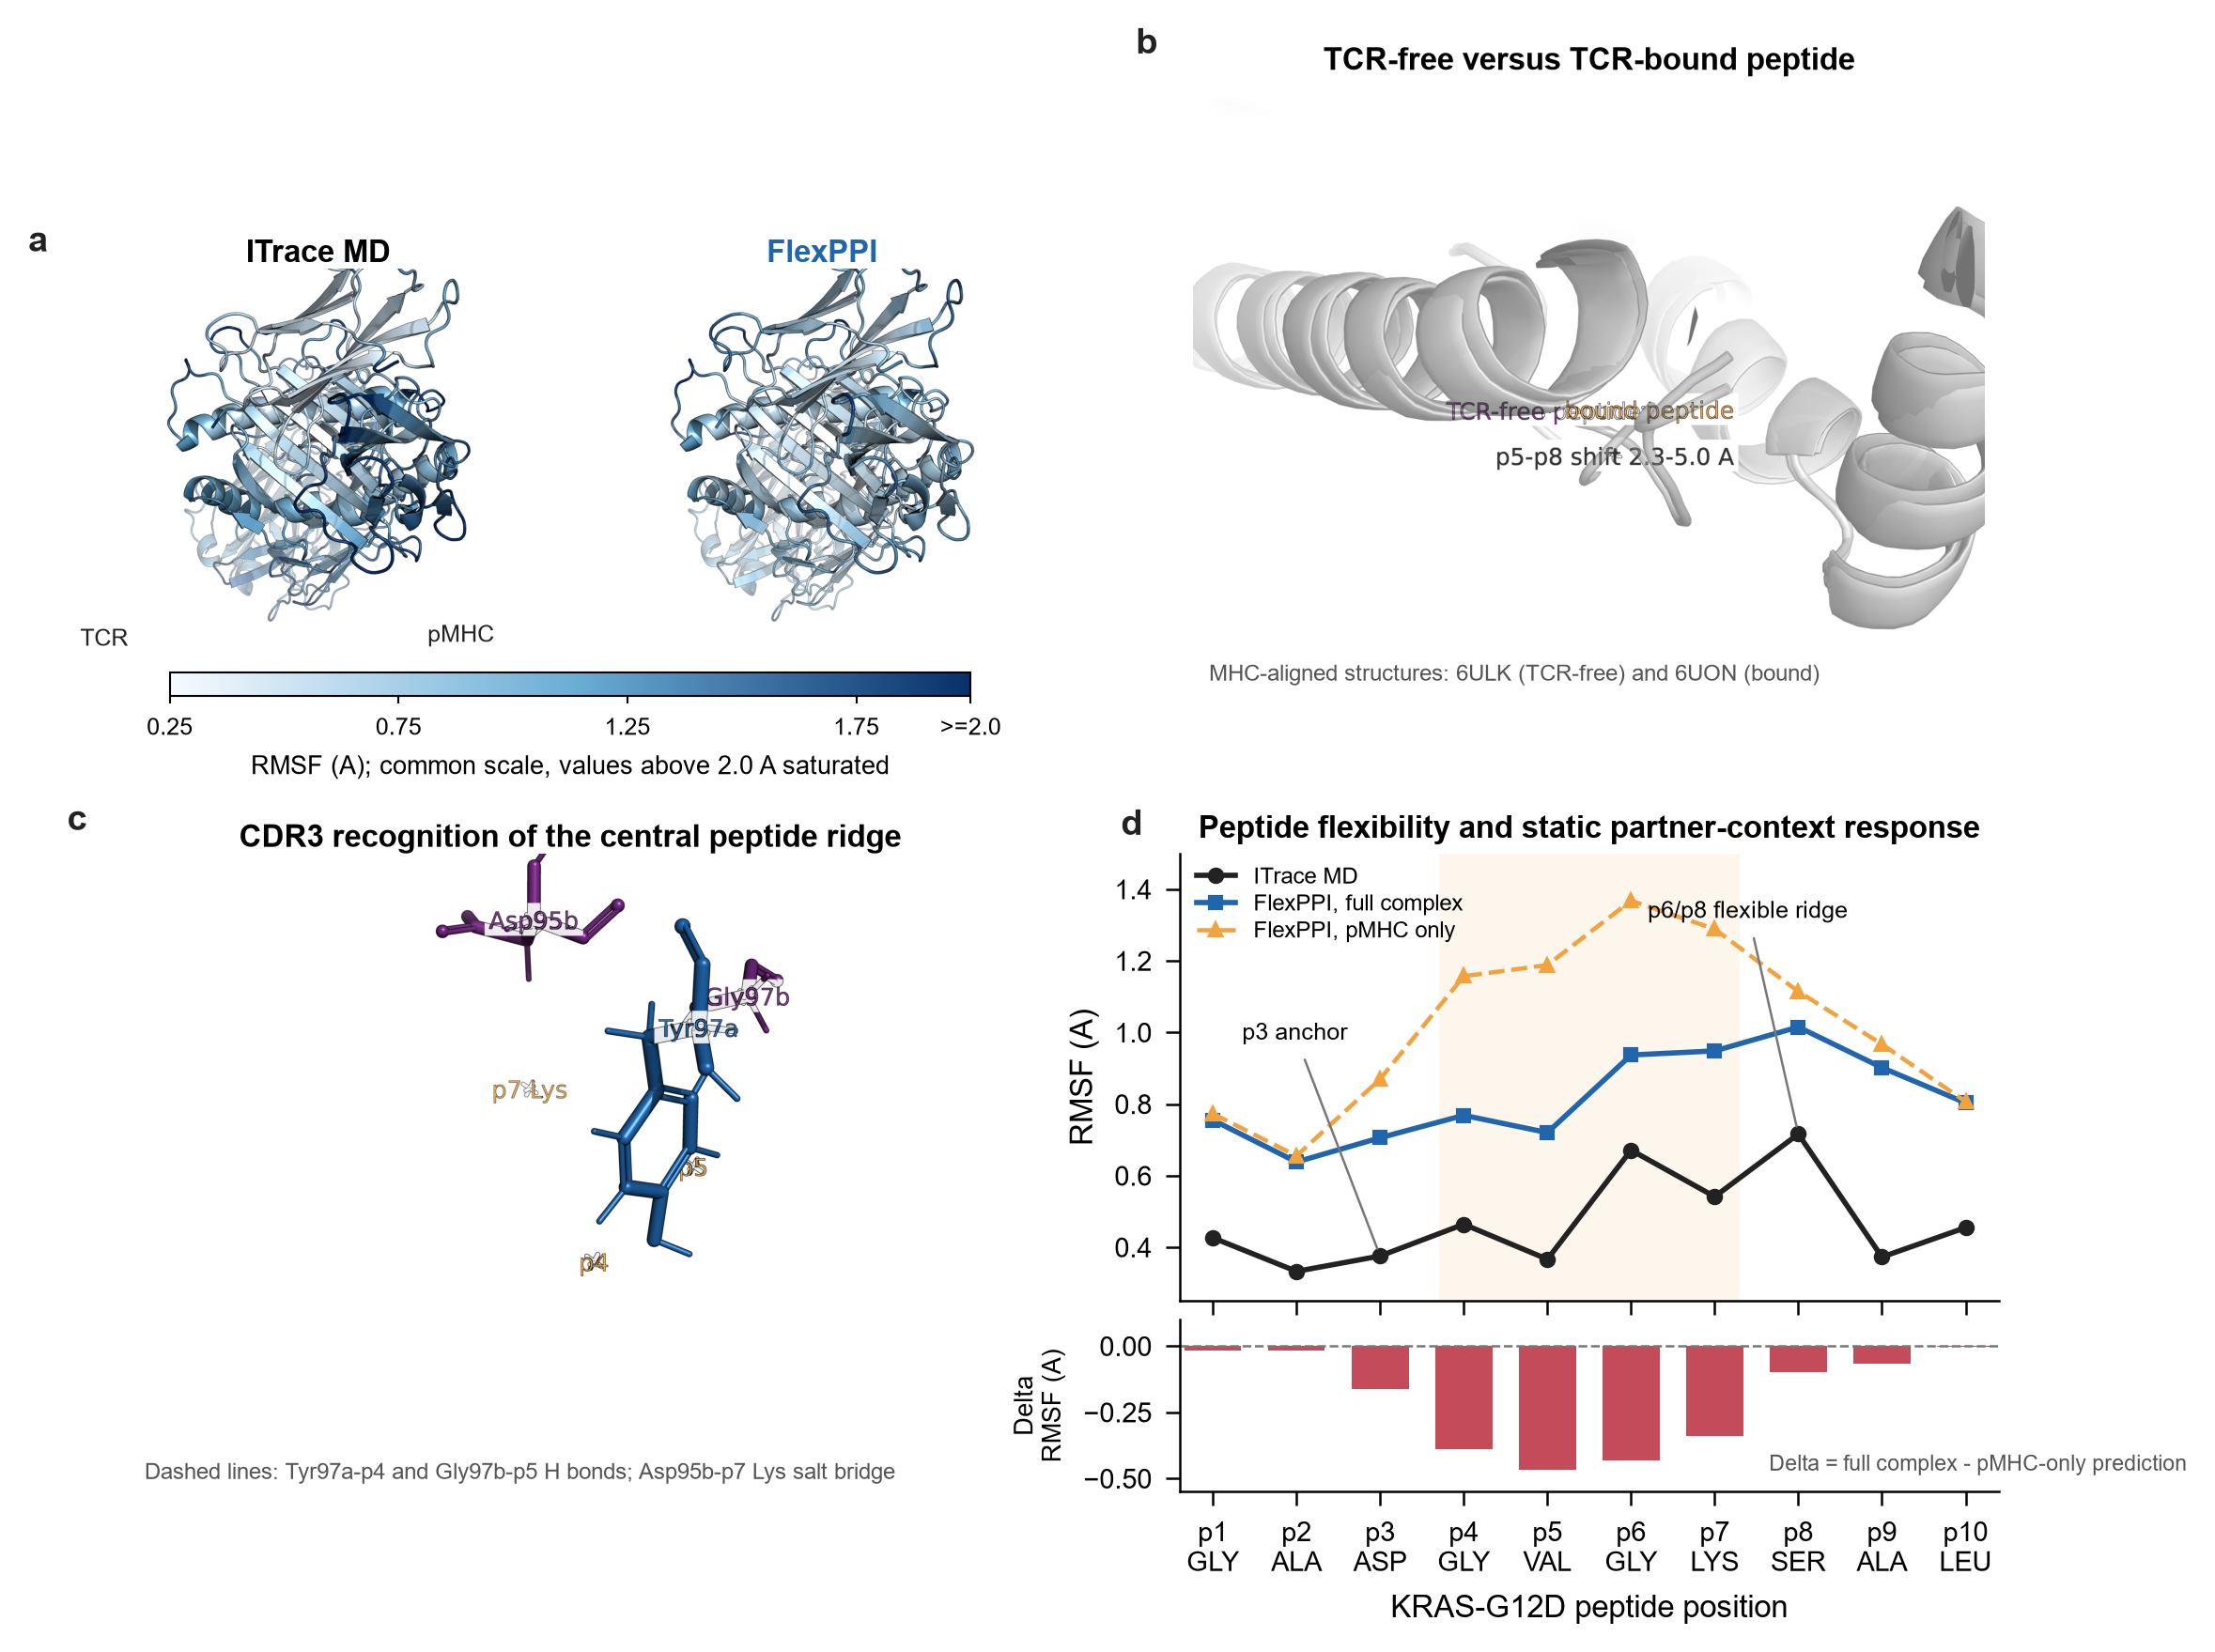 a
ITrace MD
FlexPPI
TCR
pMHC
0.25
0.75
1.25
1.75
>=2.0
RMSF (A); common scale, values above 2.0 A saturated
b
TCR-free versus TCR-bound peptide
TCR-free
bound peptide
p5-p8 shift 2.3-5.0 A
MHC-aligned structures: 6ULK (TCR-free) and 6UON (bound)
c
CDR3 recognition of the central peptide ridge
Asp95b
Gly97b
Tyr97a
p7 Lys
p5
p4
Dashed lines: Tyr97a-p4 and Gly97b-p5 H bonds; Asp95b-p7 Lys salt bridge
d
Peptide flexibility and static partner-context response
ITrace MD
FlexPPI, full complex
FlexPPI, pMHC only
p6/p8 flexible ridge
p3 anchor
RMSF (A)
1.4
1.2
1.0
0.8
0.6
0.4
Delta
RMSF (A)
0.00
−0.25
−0.50
Delta = full complex - pMHC-only prediction
p1 p2 p3 p4 p5 p6 p7 p8 p9 p10
GLY ALA ASP GLY VAL GLY LYS SER ALA LEU
KRAS-G12D peptide position